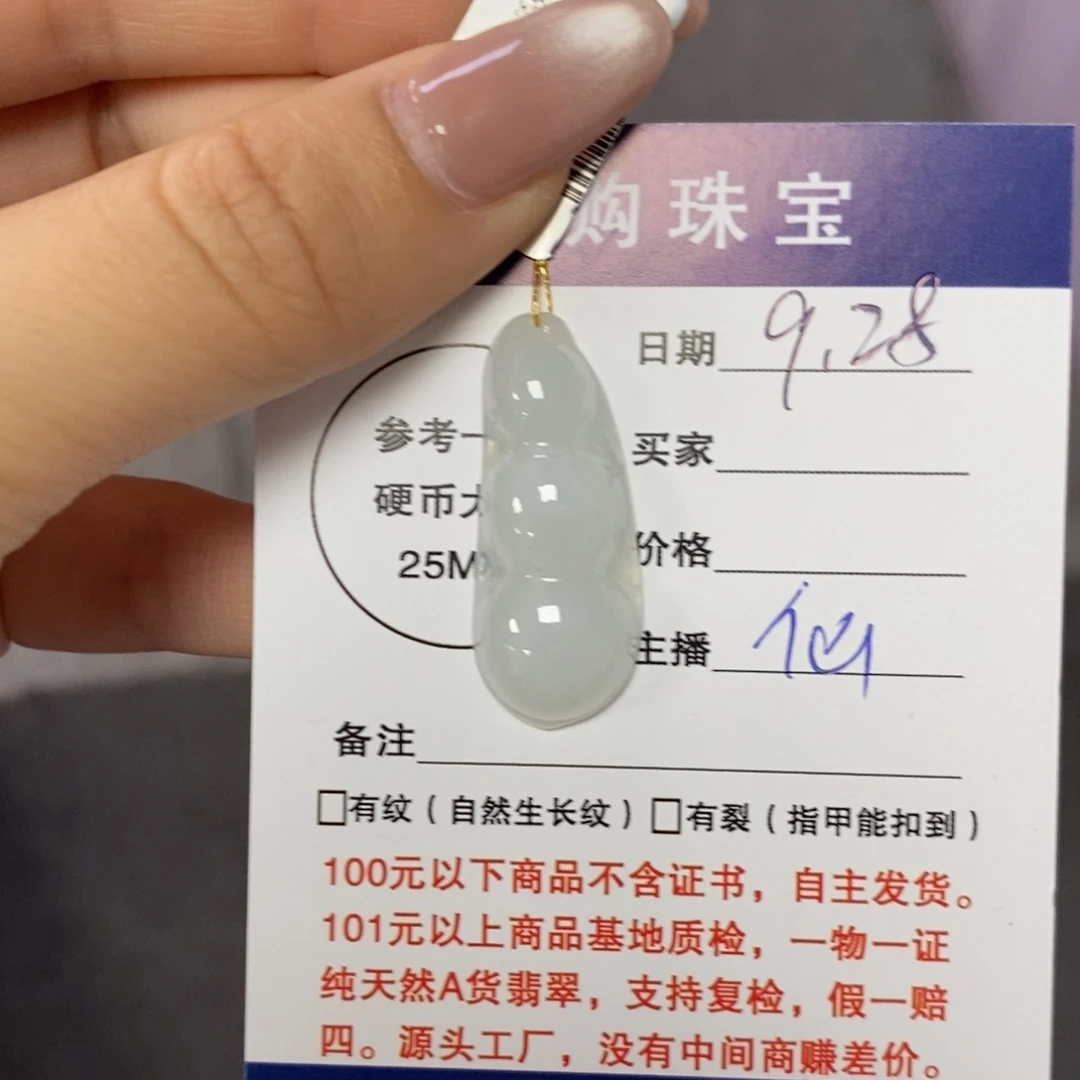 购珠宝
日期 9.28
参考一
买家
硬币大
价格
25M
主播 仙
备注
□有纹（自然生长纹）□有裂（指甲能扣到）
100元以下商品不含证书，自主发货。
101元以上商品基地质检，一物一证
纯天然A货翡翠，支持复检，假一赔
四。源头工厂，没有中间商赚差价。